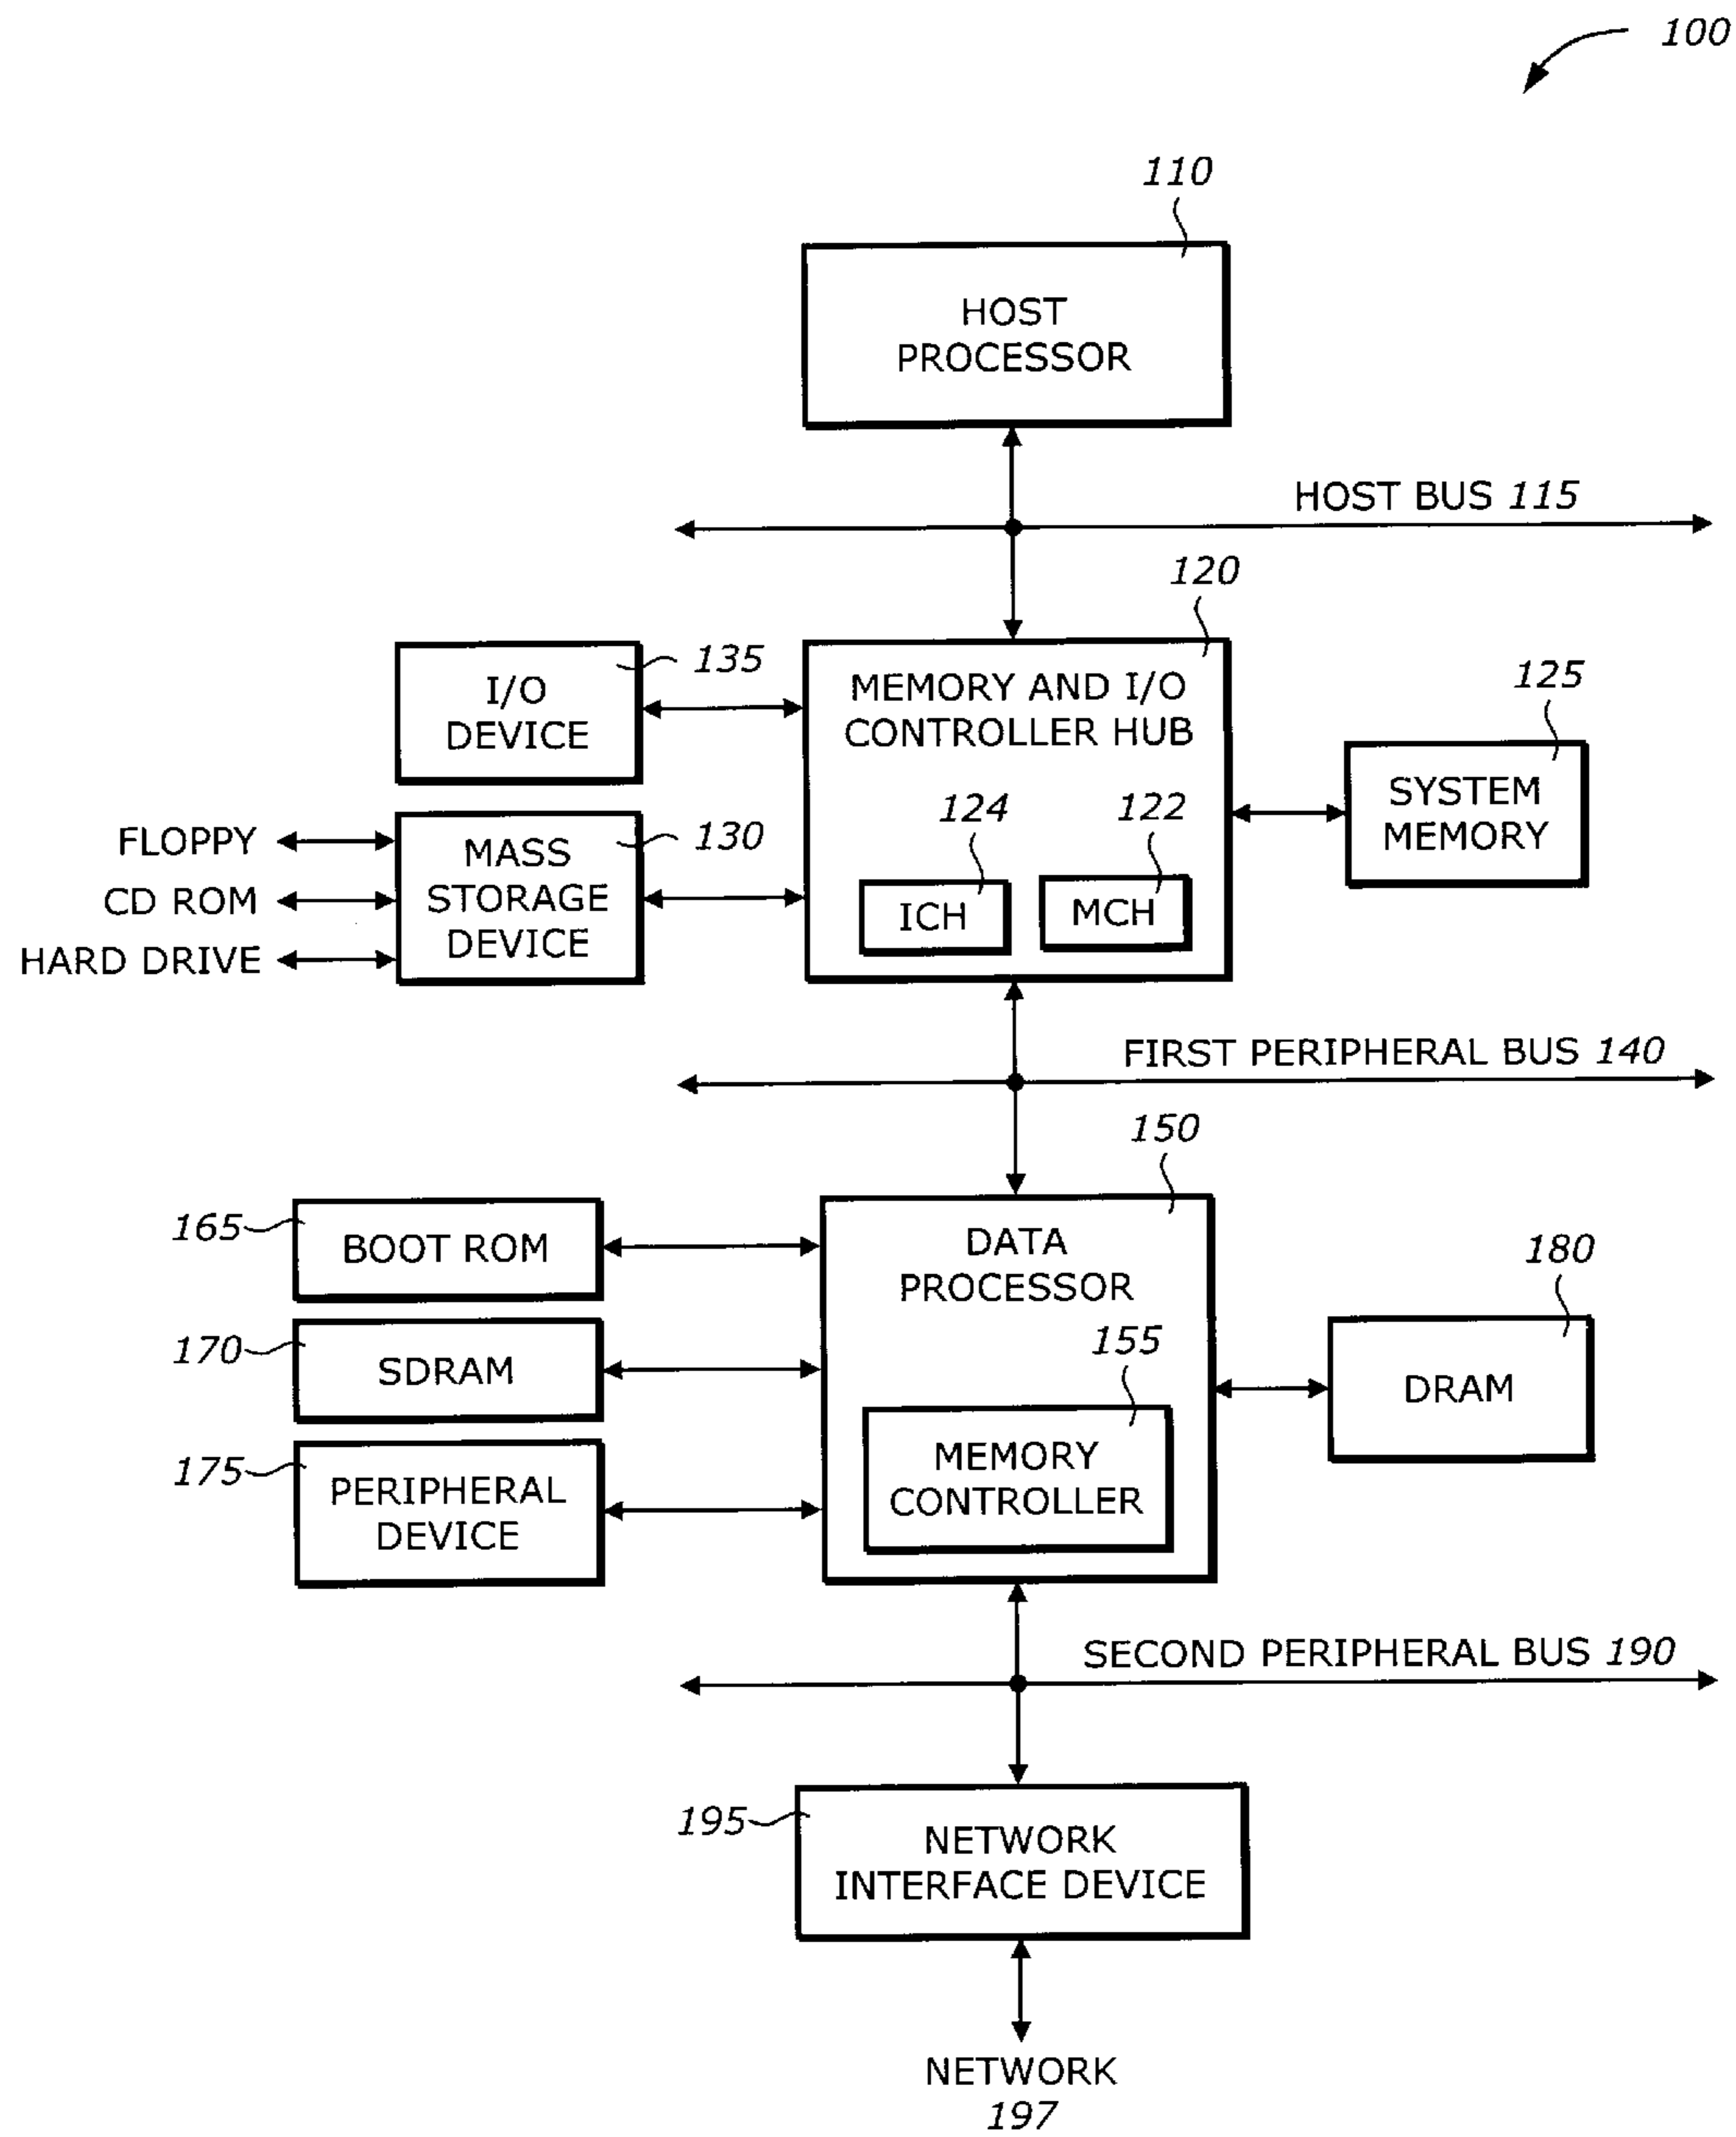 100
110
HOST
PROCESSOR
HOST BUS 115
120
135
I/O
DEVICE
MEMORY AND I/O
CONTROLLER HUB
125
SYSTEM
MEMORY
FLOPPY
CD ROM
HARD DRIVE
130
MASS
STORAGE
DEVICE
124
ICH
122
MCH
FIRST PERIPHERAL BUS 140
150
165
BOOT ROM
DATA
PROCESSOR
180
DRAM
170
SDRAM
155
MEMORY
CONTROLLER
175
PERIPHERAL
DEVICE
SECOND PERIPHERAL BUS 190
195
NETWORK
INTERFACE DEVICE
NETWORK
197